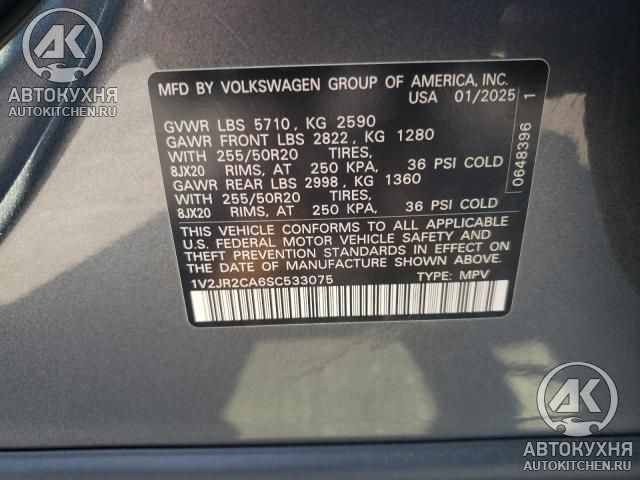 AK
АВТОКУХНЯ
AUTOKITCHEN.RU
MFD BY VOLKSWAGEN GROUP OF AMERICA, INC.
USA 01/2025
GVWR LBS 5710, KG 2590
GAWR FRONT LBS 2822, KG 1280
WITH 255/50R20 TIRES,
8JX20 RIMS, AT 250 KPA, 36 PSI COLD
GAWR REAR LBS 2998, KG 1360
WITH 255/50R20 TIRES,
8JX20 RIMS, AT 250 KPA, 36 PSI COLD
THIS VEHICLE CONFORMS TO ALL APPLICABLE
U.S. FEDERAL MOTOR VEHICLE SAFETY AND
THEFT PREVENTION STANDARDS IN EFFECT ON
THE DATE OF MANUFACTURE SHOWN ABOVE.
1V2JR2CA6SC533075 TYPE: MPV
0648396 1
AK
АВТОКУХНЯ
AUTOKITCHEN.RU